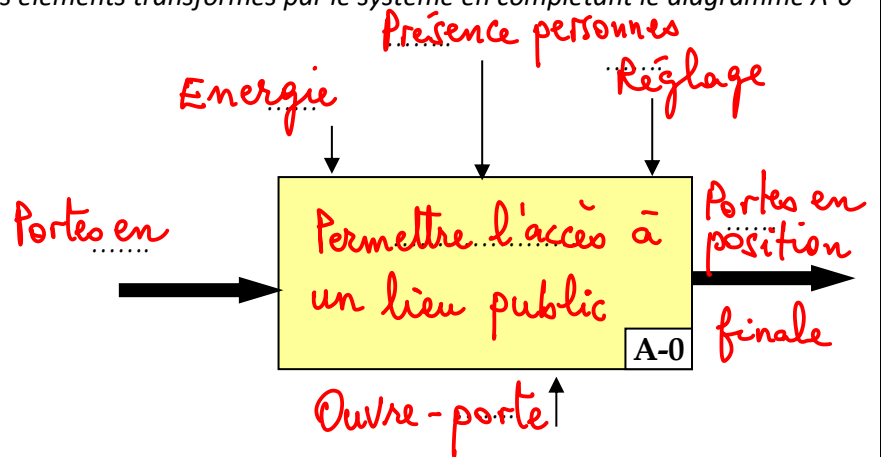 s éléments transformés par le système en complétant le diagramme A-0
Présence personnes
Réglage
Energie
Portes en
Permettre l'accès à
un lieu public
Portes en
position
finale
A-0
Ouvre-porte